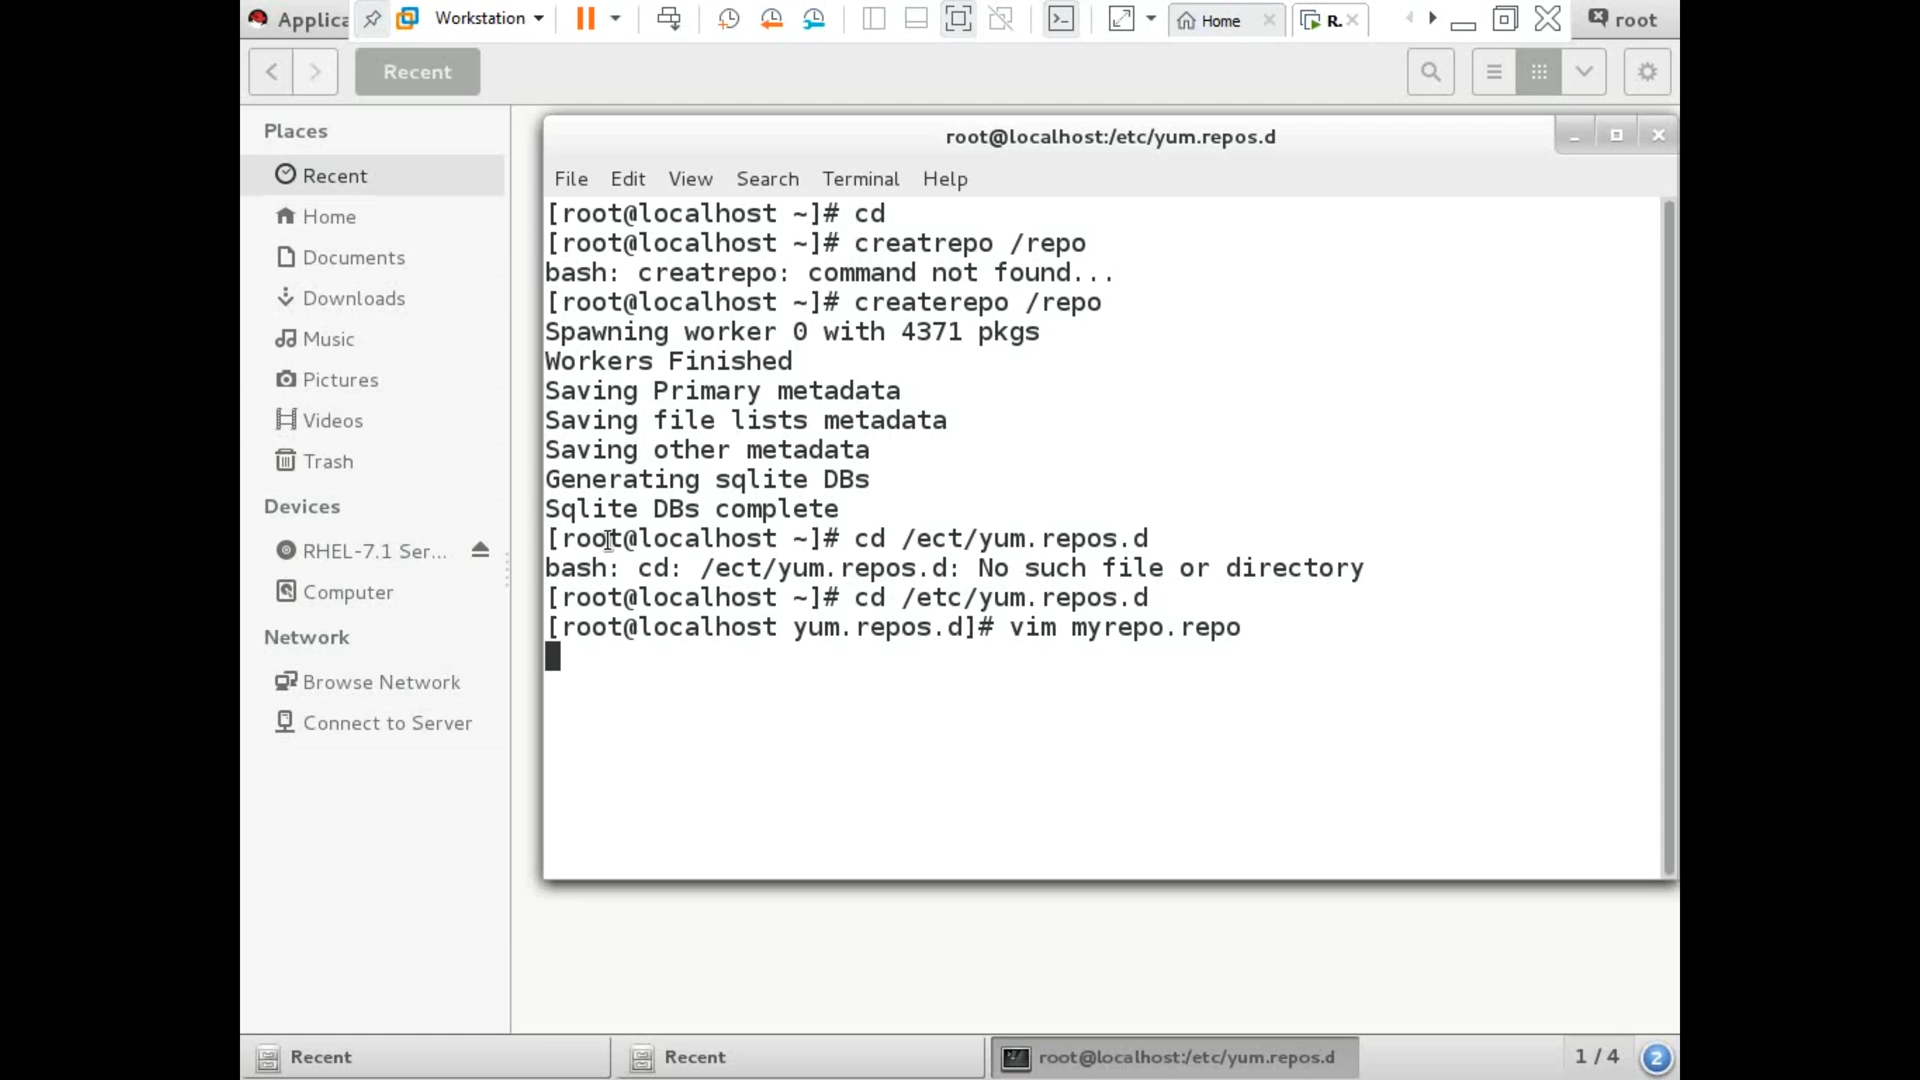 Applica
Workstation
Home
R.
root
Recent
Places
Recent
Home
Documents
Downloads
Music
Pictures
Videos
Trash
Devices
RHEL-7.1 Ser...
Computer
Network
Browse Network
Connect to Server
root@localhost:/etc/yum.repos.d
File Edit View Search Terminal Help
[root@localhost ~]# cd
[root@localhost ~]# creatrepo /repo
bash: creatrepo: command not found...
[root@localhost ~]# createrepo /repo
Spawning worker 0 with 4371 pkgs
Workers Finished
Saving Primary metadata
Saving file lists metadata
Saving other metadata
Generating sqlite DBs
Sqlite DBs complete
[root@localhost ~]# cd /ect/yum.repos.d
bash: cd: /ect/yum.repos.d: No such file or directory
[root@localhost ~]# cd /etc/yum.repos.d
[root@localhost yum.repos.d]# vim myrepo.repo
Recent
Recent
root@localhost:/etc/yum.repos.d
1 / 4
2